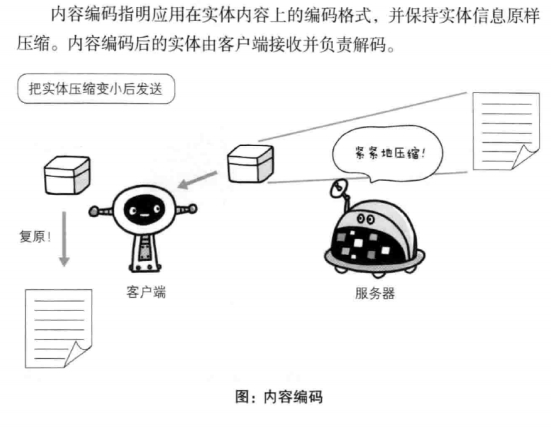 内容编码指明应用在实体内容上的编码格式，并保持实体信息原样
压缩。内容编码后的实体由客户端接收并负责解码。
把实体压缩变小后发送
紧紧地压缩！
复原！
客户端
服务器
图：内容编码